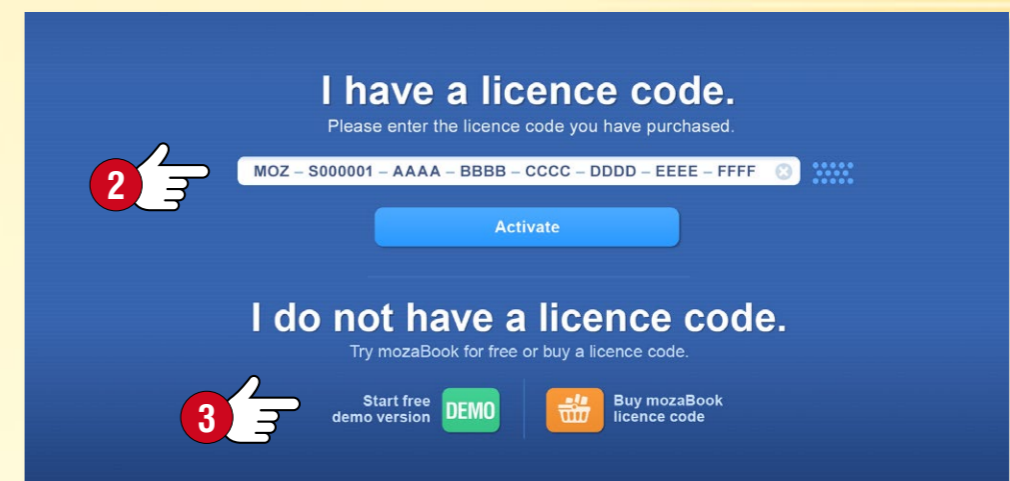 I have a licence code.
Please enter the licence code you have purchased.
2
MOZ – S000001 – AAAA – BBBB – CCCC – DDDD – EEEE – FFFF
Activate
I do not have a licence code.
Try mozaBook for free or buy a licence code.
3
Start free
demo version
DEMO
Buy mozaBook
licence code